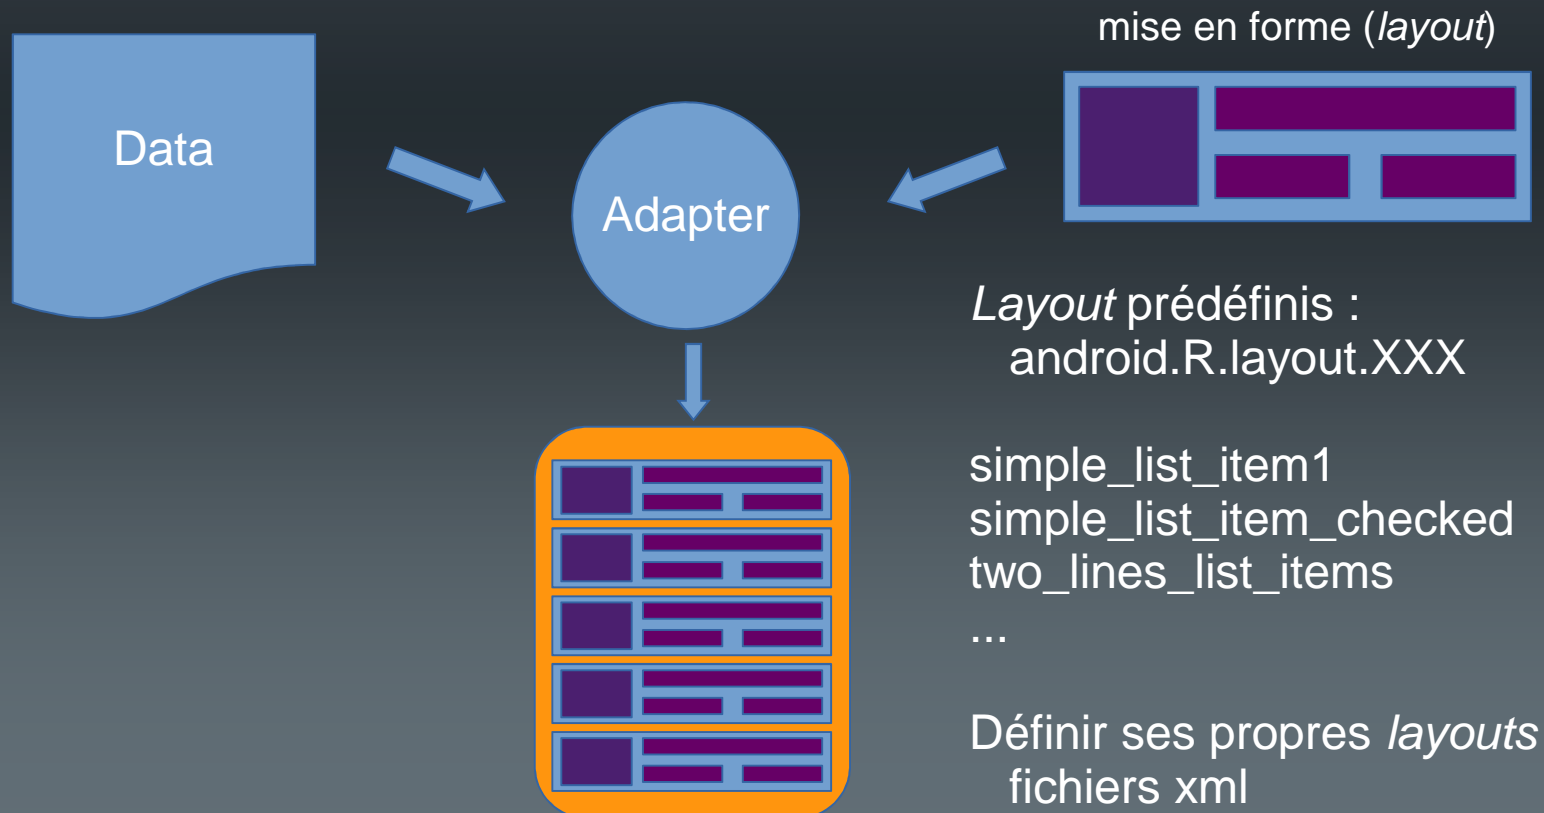 mise en forme (layout)
Data
Adapter
Layout prédéfinis :
android.R.layout.XXX
simple_list_item1
simple_list_item_checked
two_lines_list_items
...
Définir ses propres layouts
fichiers xml